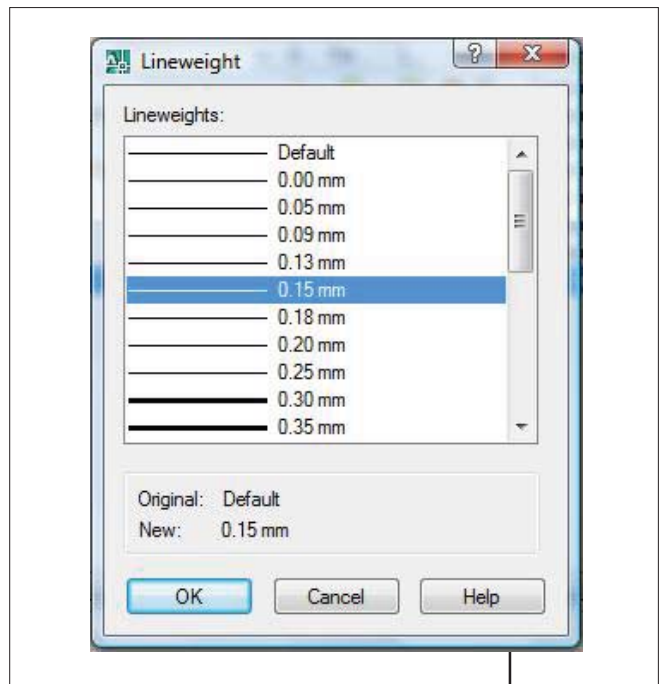 Lineweight
Lineweights:
Default
0.00 mm
0.05 mm
0.09 mm
0.13 mm
0.15 mm
0.18 mm
0.20 mm
0.25 mm
0.30 mm
0.35 mm
Original: Default
New: 0.15 mm
OK Cancel Help